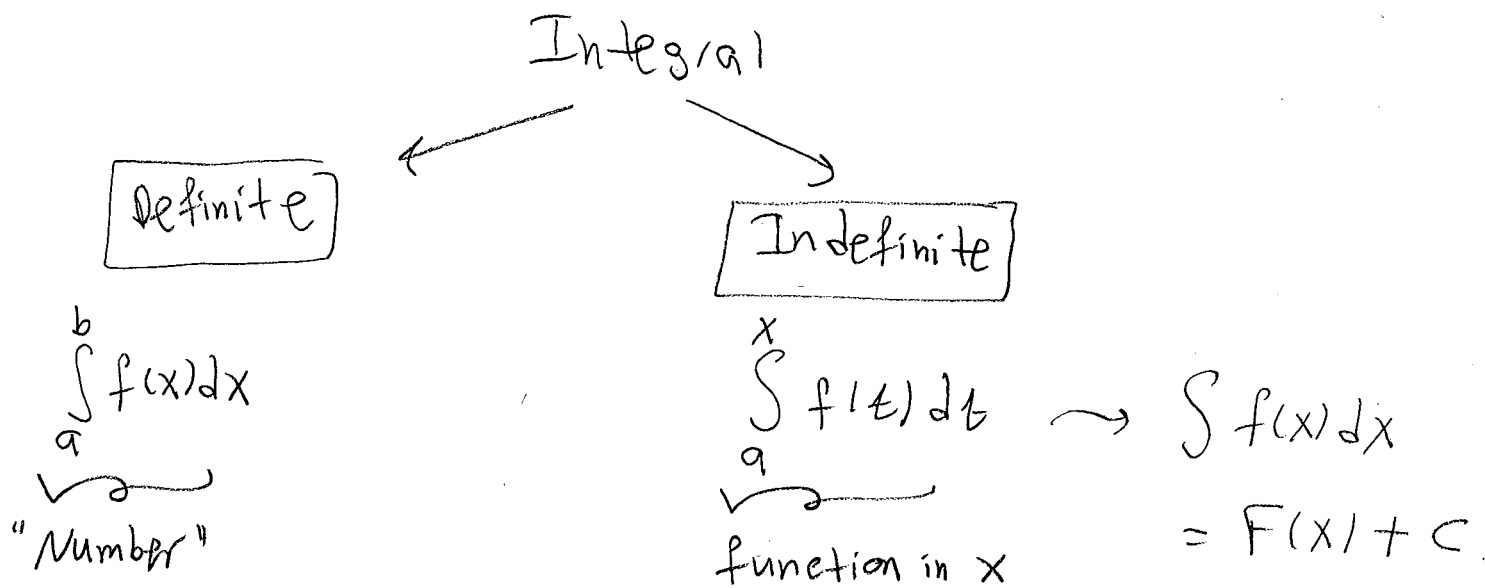 Integral
Definite
Indefinite
b
∫ f(x)dx
a
"Number"
x
∫ f(t) dt → ∫ f(x)dx
a
function in x
= F(x) + C.